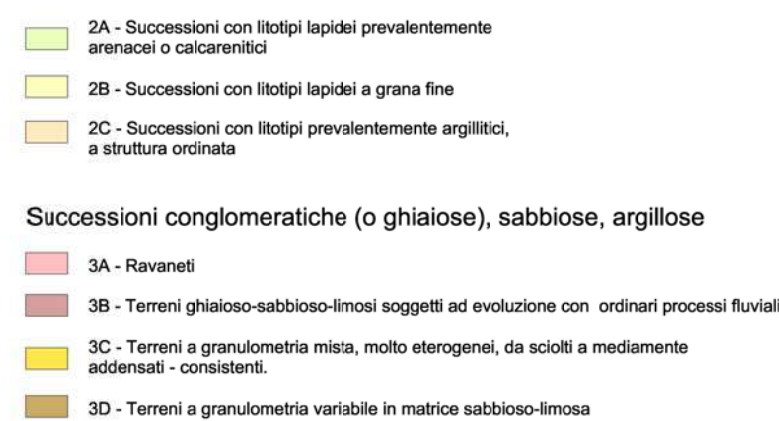 2A - Successioni con litotipi lapidei prevalentemente
arenacei o calcarenitici
2B - Successioni con litotipi lapidei a grana fine
2C - Successioni con litotipi prevalentemente argillitici,
a struttura ordinata
Successioni conglomeratiche (o ghiaiose), sabbiose, argillose
3A - Ravaneti
3B - Terreni ghiaioso-sabbioso-limosi soggetti ad evoluzione con ordinari processi fluviali
3C - Terreni a granulometria mista, molto eterogenei, da sciolti a mediamente
addensati - consistenti.
3D - Terreni a granulometria variabile in matrice sabbioso-limosa